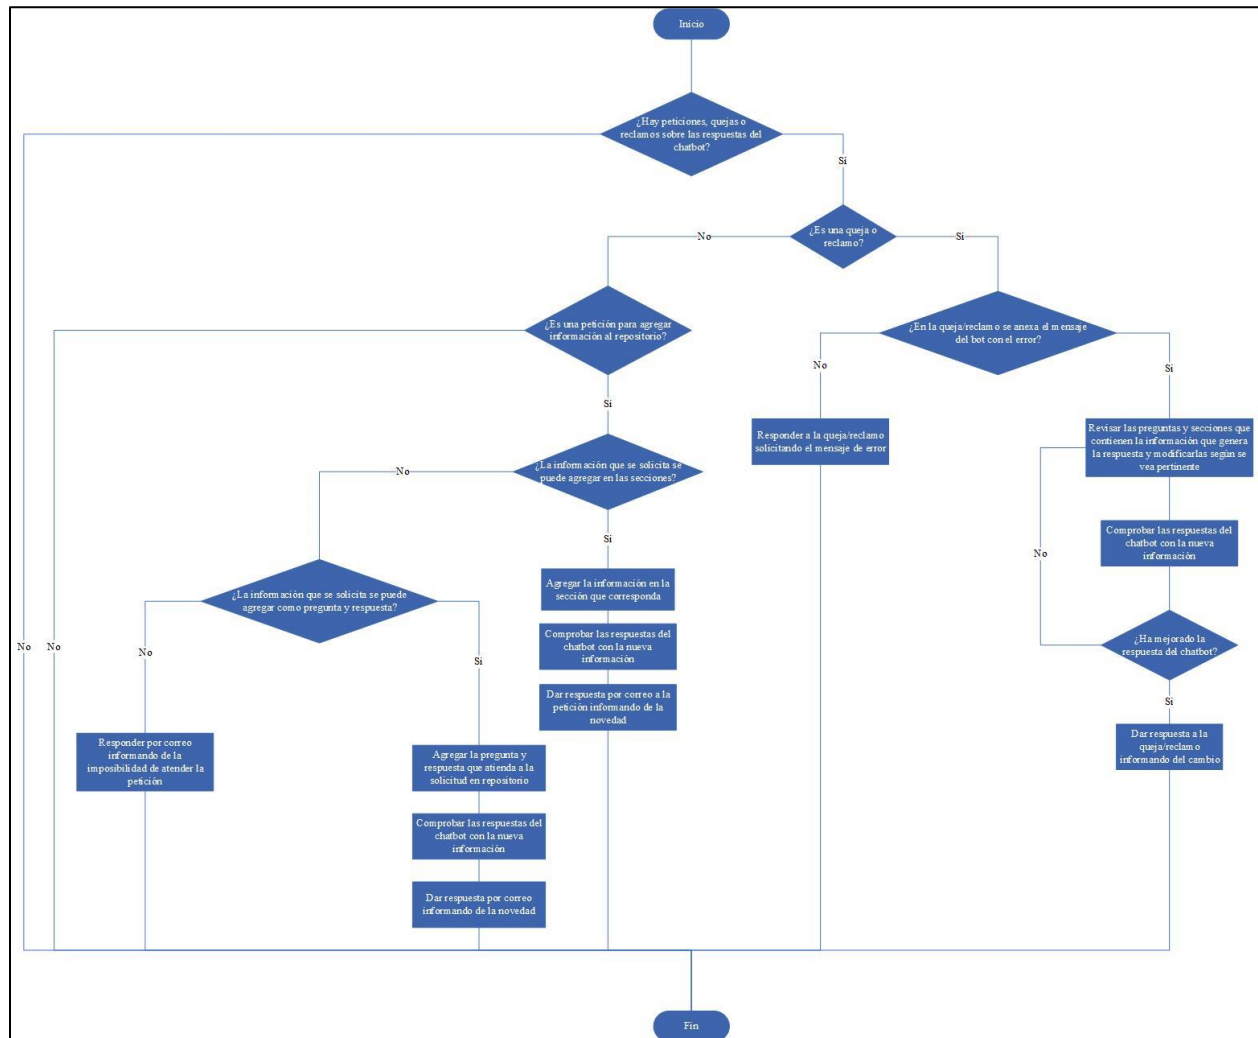 Inicio
¿Hay peticiones, quejas o
reclamos sobre las respuestas del
chatbot?
Si
¿Es una queja o
reclamo?
No
Si
¿Es una petición para agregar
información al repositorio?
¿En la queja/reclamo se anexa el mensaje
del bot con el error?
No
Si
Si
Responder a la queja/reclamo
solicitando el mensaje de error
Revisar las preguntas y secciones que
contienen la información que genera
la respuesta y modificarlas según se
vea pertinente
¿La información que se solicita se
puede agregar en las secciones?
No
Si
Comprobar las respuestas del
chatbot con la nueva
información
No
Agregar la información en la
sección que corresponda
¿La información que se solicita se puede
agregar como pregunta y respuesta?
Comprobar las respuestas del
chatbot con la nueva
información
¿Ha mejorado la
respuesta del chatbot?
No
No
No
Si
Dar respuesta por correo a la
petición informando de la
novedad
Si
Responder por correo
informando de la
imposibilidad de atender la
petición
Agregar la pregunta y
respuesta que atienda a la
solicitud en repositorio
Dar respuesta a la
queja/reclamo
informando del cambio
Comprobar las respuestas del
chatbot con la nueva
información
Dar respuesta por correo
informando de la novedad
Fin